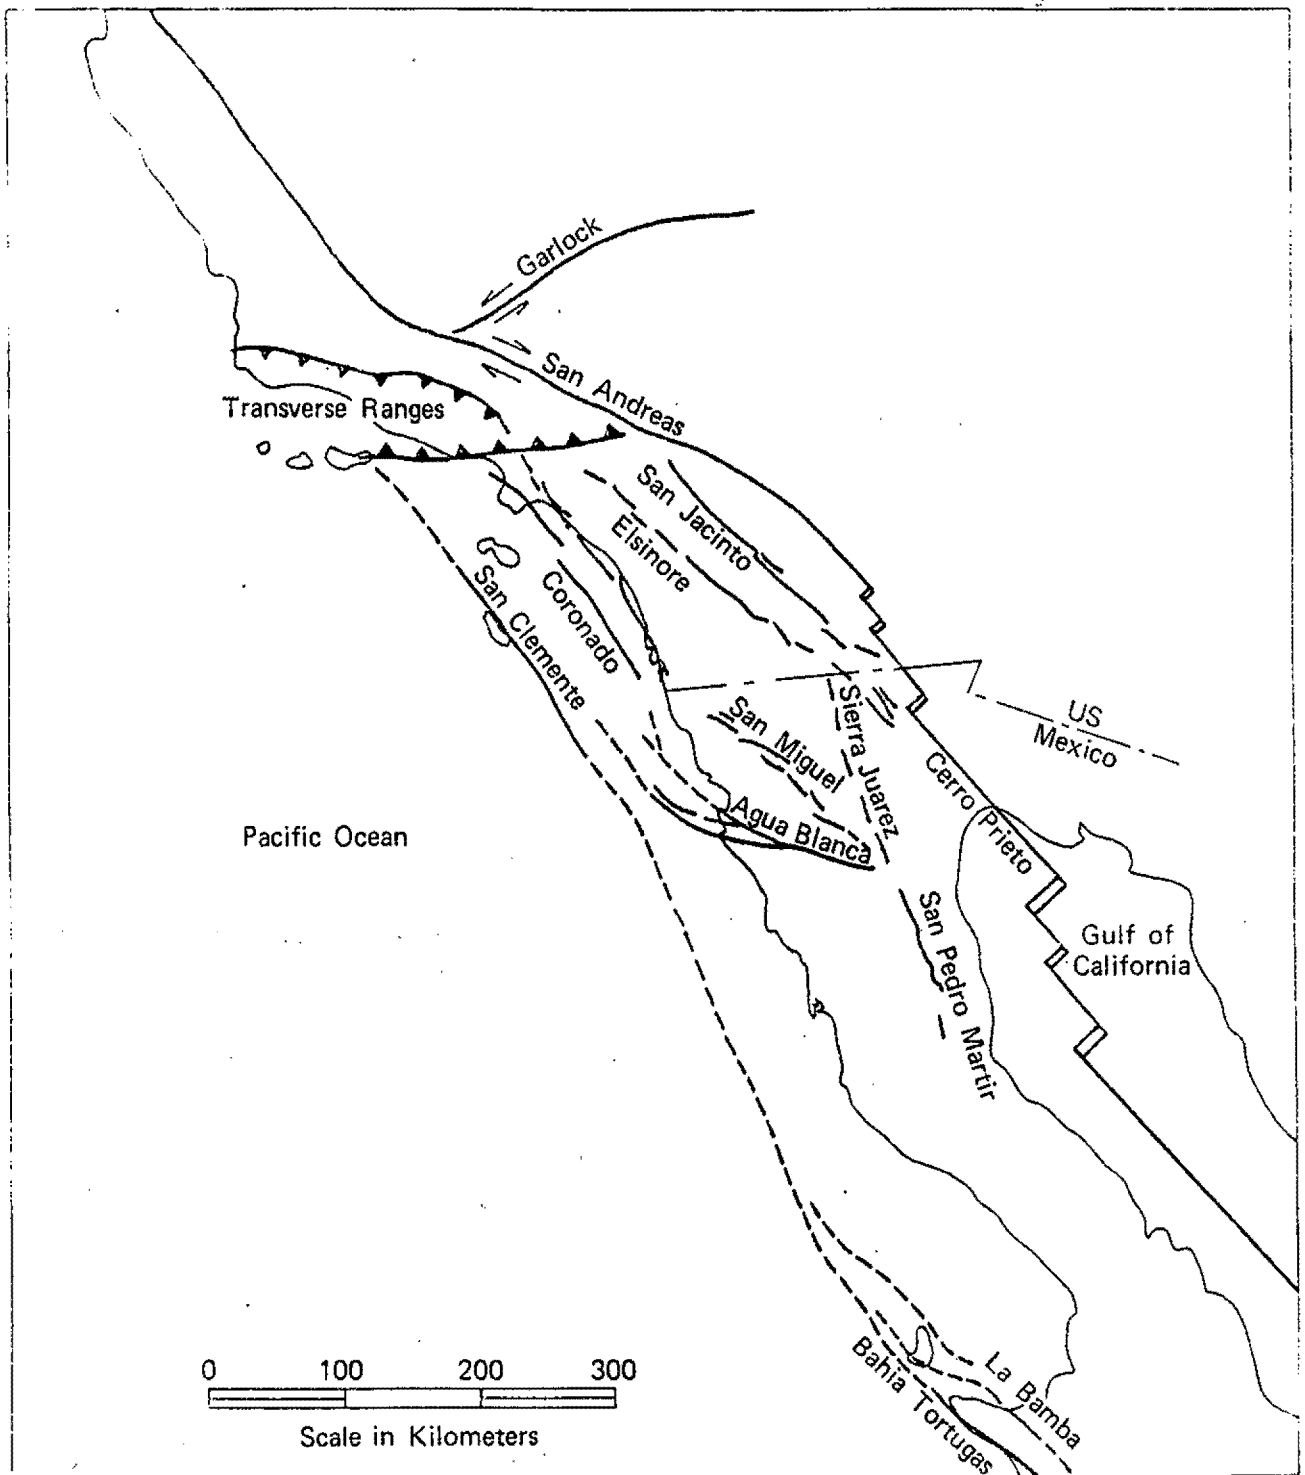 Garlock
San Andreas
Transverse Ranges
San Jacinto
Elsinore
Coronado
San Clemente
US
Mexico
Sierra Juarez
San Miguel
Cerro Prieto
Agua Blanca
Pacific Ocean
San Pedro Martir
Gulf of
California
La Bamba
Bahia Tortugas
0 100 200 300
Scale in Kilometers